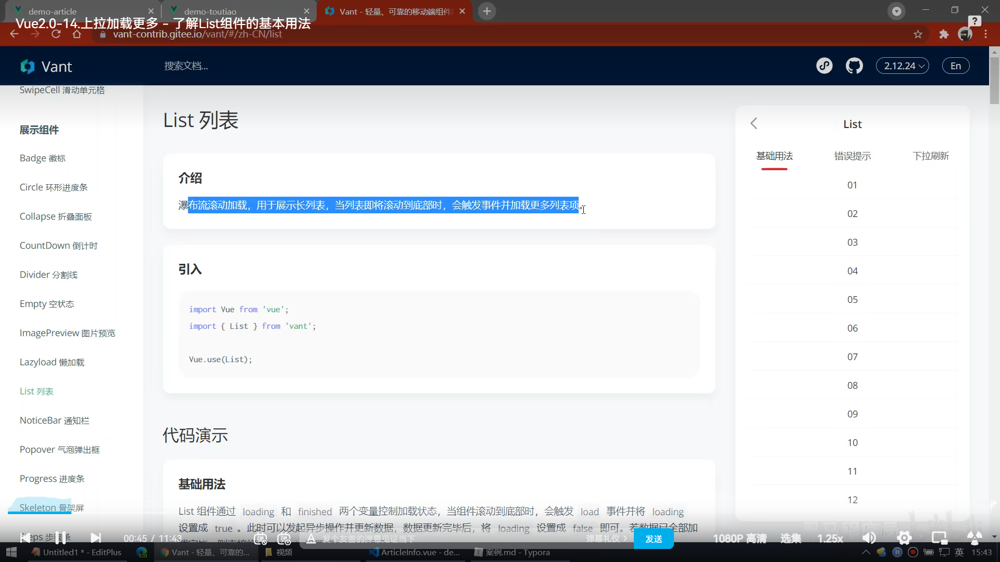 demo-article
demo-toutiao
Vant - 轻量、可靠的移动端组件
Vue2.0-14.上拉加载更多 - 了解List组件的基本用法
vant-contrib.gitee.io/vant/#/zh-CN/list
Vant
搜索文档...
2.12.24
En
SwipeCell 滑动单元格
展示组件
Badge 徽标
Circle 环形进度条
Collapse 折叠面板
CountDown 倒计时
Divider 分割线
Empty 空状态
ImagePreview 图片预览
Lazyload 懒加载
List 列表
NoticeBar 通知栏
Popover 气泡弹出框
Progress 进度条
Skeleton 骨架屏
List 列表
介绍
瀑布流滚动加载，用于展示长列表，当列表即将滚动到底部时，会触发事件并加载更多列表项。
引入
import Vue from 'vue';
import { List } from 'vant';
Vue.use(List);
代码演示
基础用法
List 组件通过 loading 和 finished 两个变量控制加载状态，当组件滚动到底部时，会触发 load 事件并将 loading
设置成 true 。此时可以发起异步操作并更新数据，数据更新完毕后，将 loading 设置成 false 即可。若数据已全部加
List
基础用法
错误提示
下拉刷新
01
02
03
04
05
06
07
08
09
10
11
12
00:45 / 11:43
弹
弹
发个友善的弹幕见证当下
弹幕礼仪 >
发送
1080P 高清
选集
1.25x
Untitled1 * - EditPlus
Vant - 轻量、可靠的...
视频
ArticleInfo.vue - de...
案例.md - Typora
英
15:43